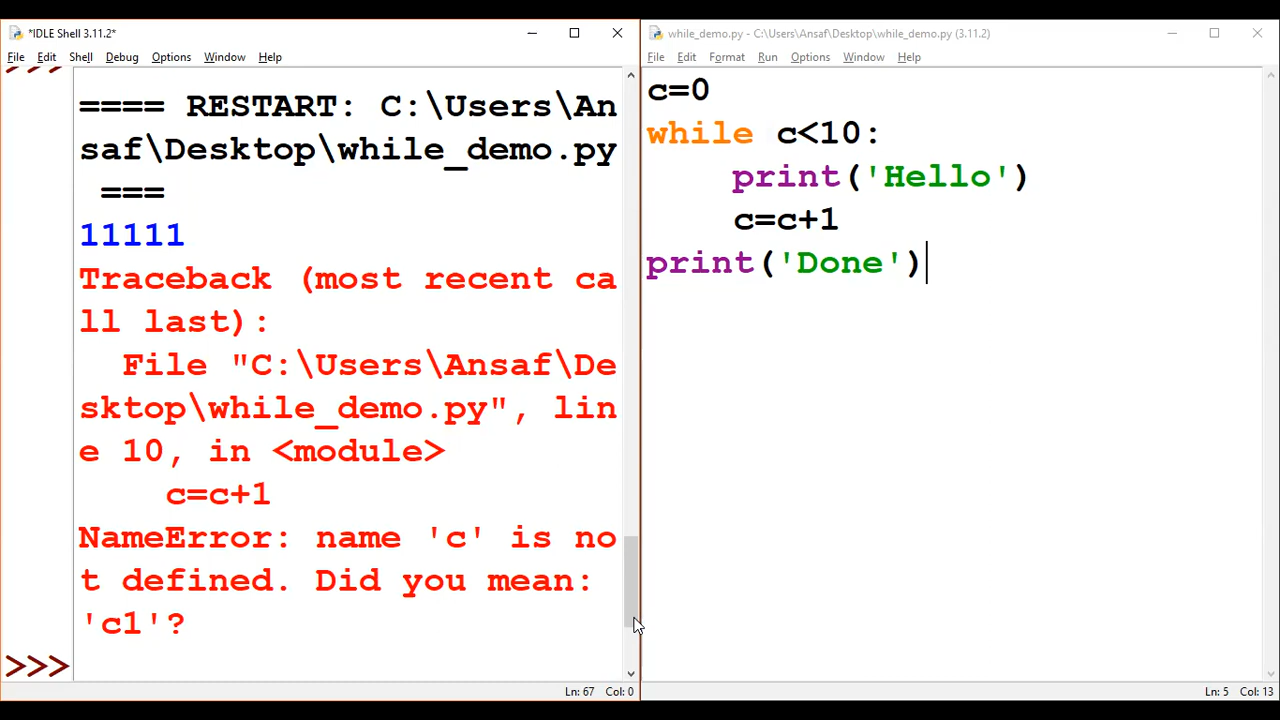 *IDLE Shell 3.11.2*
File Edit Shell Debug Options Window Help
>>>
==== RESTART: C:\Users\An
saf\Desktop\while_demo.py
===
11111
Traceback (most recent ca
ll last):
File "C:\Users\Ansaf\De
sktop\while_demo.py", lin
e 10, in <module>
c=c+1
NameError: name 'c' is no
t defined. Did you mean:
'c1'?
>>>
Ln: 67 Col: 0
while_demo.py - C:\Users\Ansaf\Desktop\while_demo.py (3.11.2)
File Edit Format Run Options Window Help
c=0
while c<10:
print('Hello')
c=c+1
print('Done')
Ln: 5 Col: 13